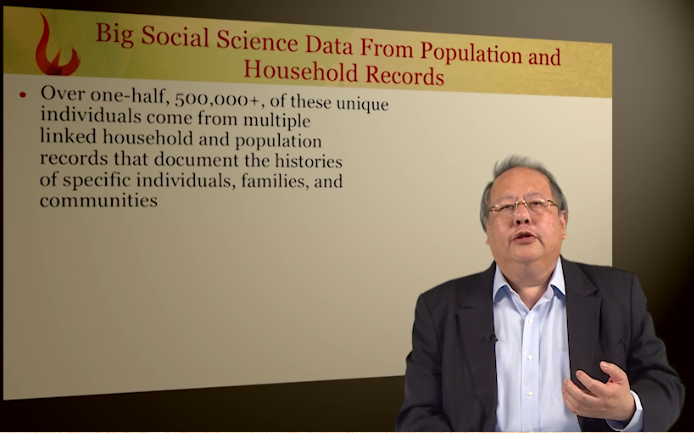 Big Social Science Data From Population and
Household Records
• Over one-half, 500,000+, of these unique
individuals come from multiple
linked household and population
records that document the histories
of specific individuals, families, and
communities